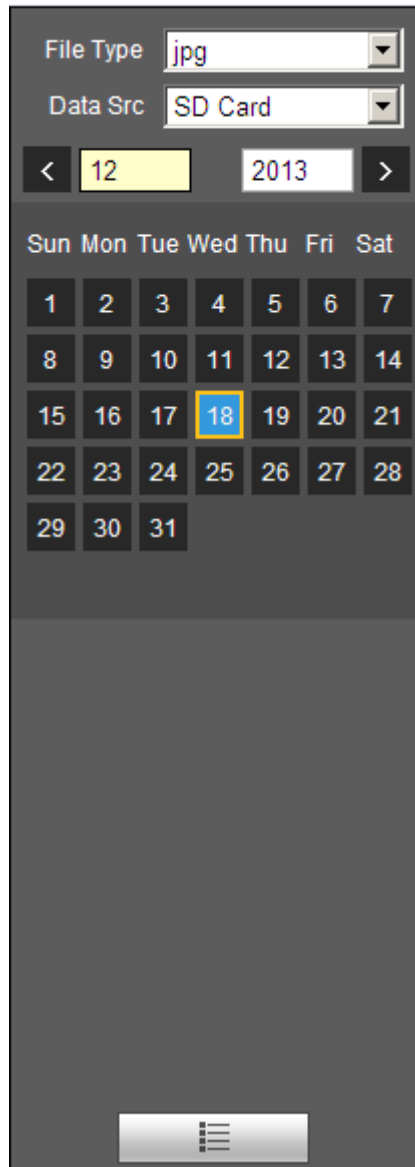 File Type jpg
Data Src SD Card
< 12 2013 >
Sun Mon Tue Wed Thu Fri Sat
1 2 3 4 5 6 7
8 9 10 11 12 13 14
15 16 17 18 19 20 21
22 23 24 25 26 27 28
29 30 31